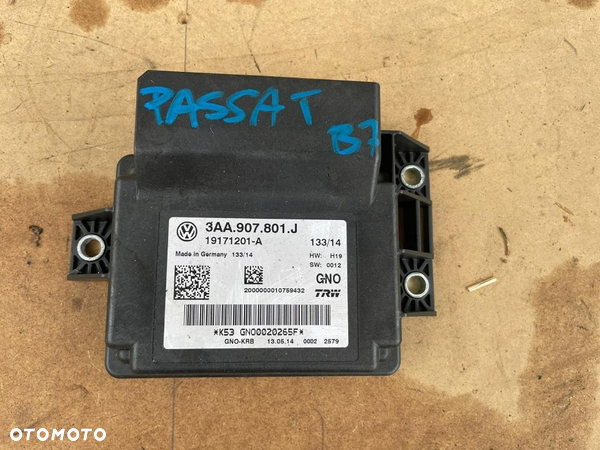 PASSAT
B7
3AA.907.801.J
19171201-A 133/14
Made in Germany 133/14 HW: H19
SW: 0012
GNO
2000000010759432
TRW
*K53 GNO00020265F*
GNO-KRB 13.05.14 0002 2579
OTOMOTO